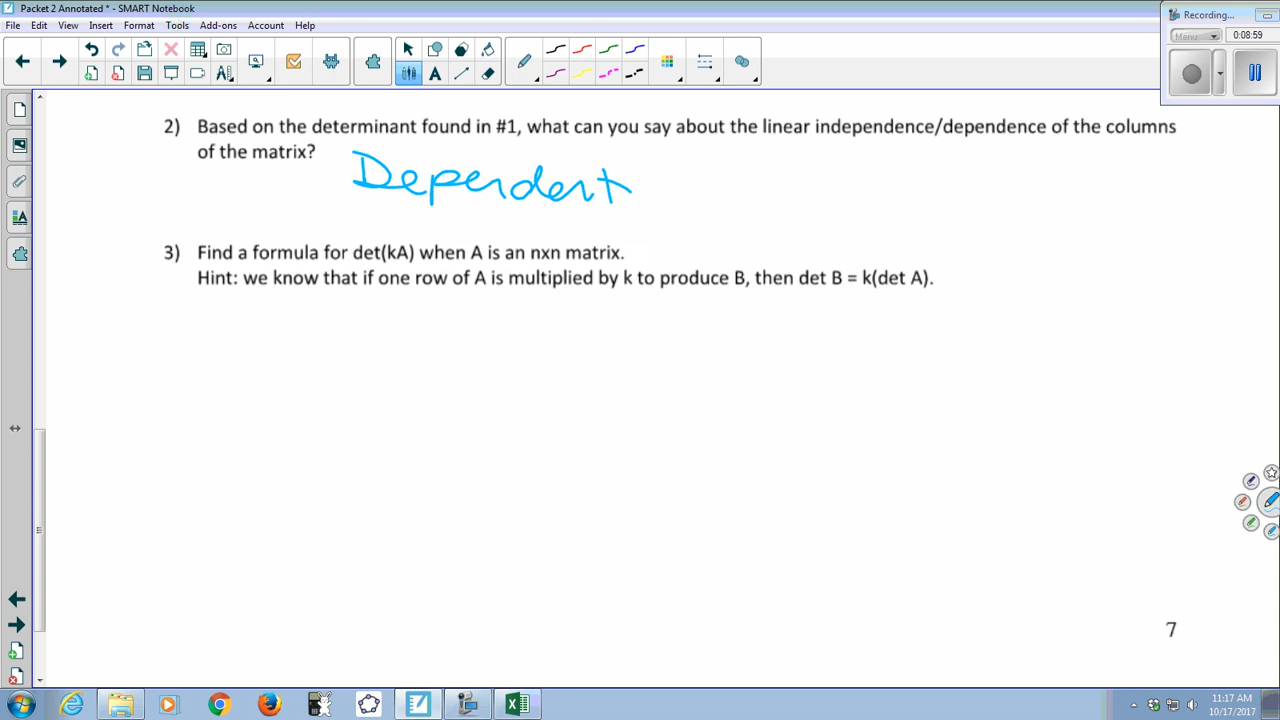 Packet 2 Annotated * - SMART Notebook
File Edit View Insert Format Tools Add-ons Account Help
Recording...
Menu
0:08:59
2) Based on the determinant found in #1, what can you say about the linear independence/dependence of the columns
of the matrix?
Dependent
3) Find a formula for det(kA) when A is an nxn matrix.
Hint: we know that if one row of A is multiplied by k to produce B, then det B = k(det A).
7
11:17 AM
10/17/2017